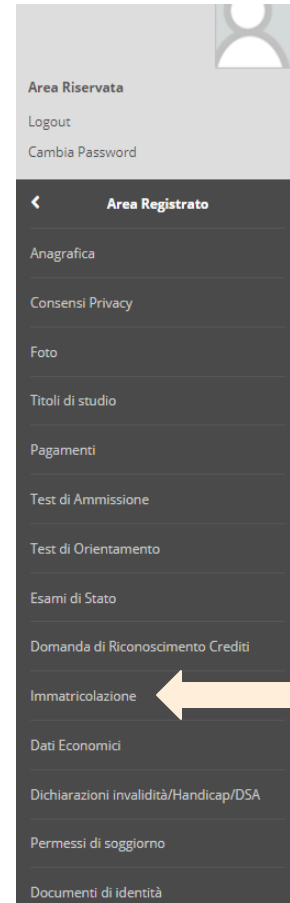 Area Riservata
Logout
Cambia Password
Area Registrato
Anagrafica
Consensi Privacy
Foto
Titoli di studio
Pagamenti
Test di Ammissione
Test di Orientamento
Esami di Stato
Domanda di Riconoscimento Crediti
Immatricolazione
Dati Economici
Dichiarazioni invalidità/Handicap/DSA
Permessi di soggiorno
Documenti di identità